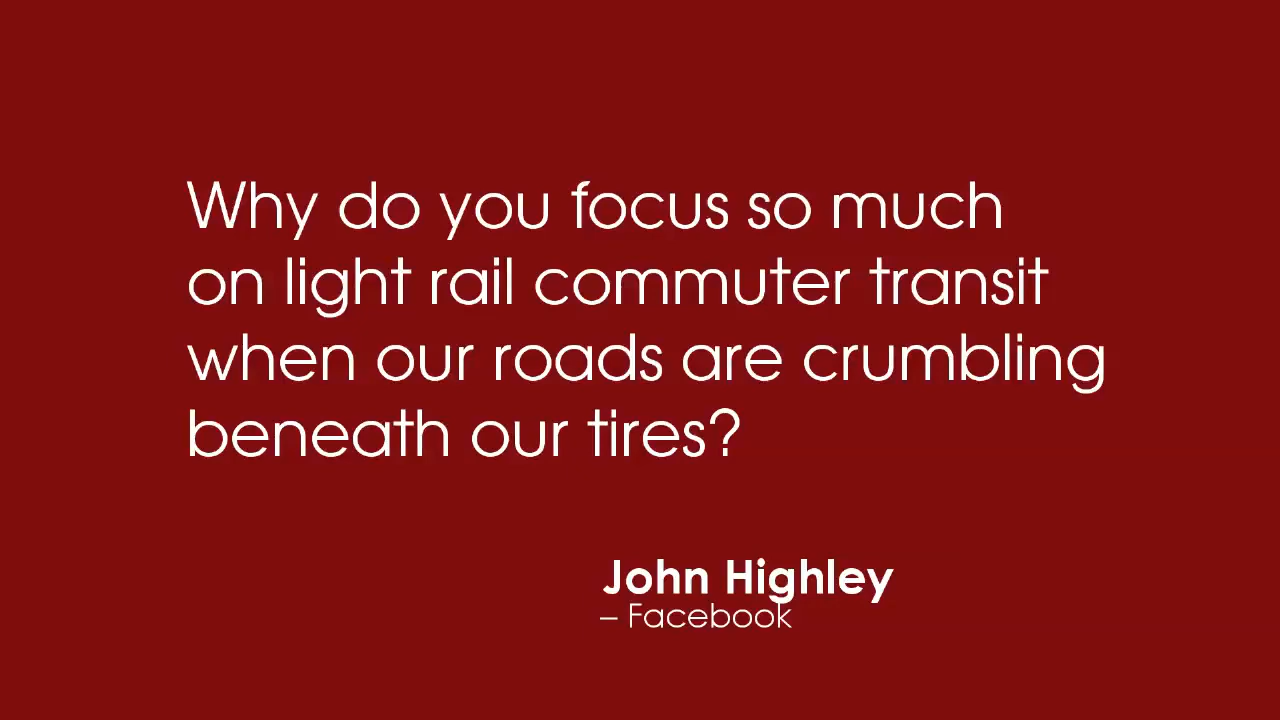 Why do you focus so much
on light rail commuter transit
when our roads are crumbling
beneath our tires?
John Highley
– Facebook